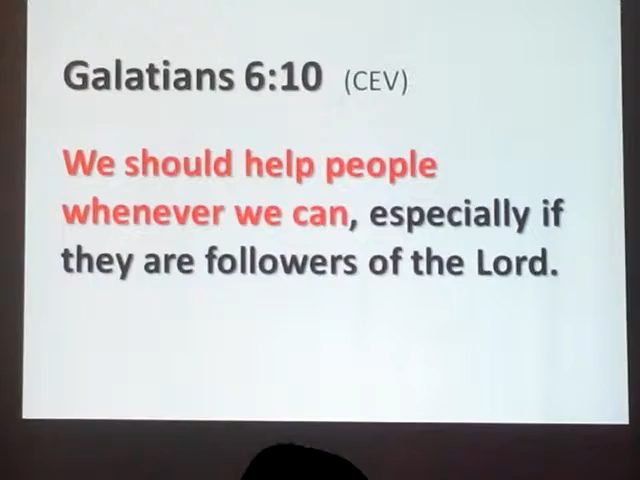 Galatians 6:10 (CEV)
We should help people
whenever we can, especially if
they are followers of the Lord.